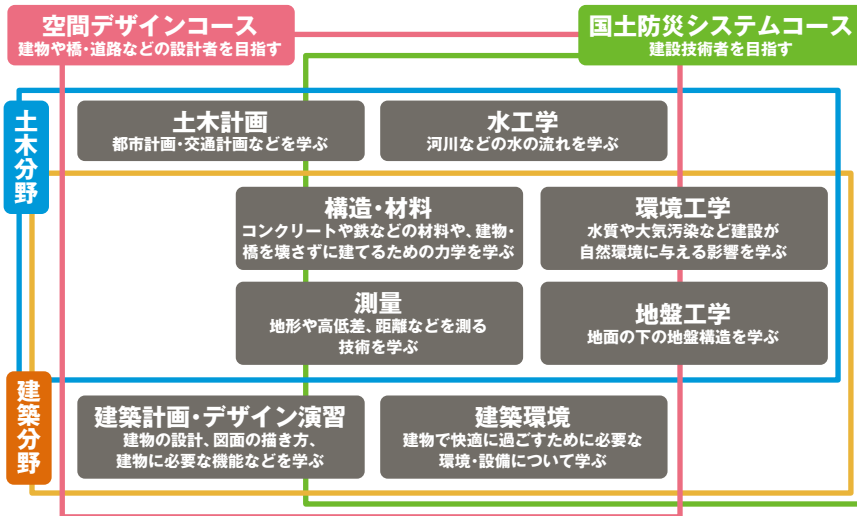 空間デザインコース
建物や橋・道路などの設計者を目指す
国土防災システムコース
建設技術者を目指す
土木分野
土木計画
都市計画・交通計画などを学ぶ
水工学
河川などの水の流れを学ぶ
構造・材料
コンクリートや鉄などの材料や、建物・
橋を壊さずに建てるための力学を学ぶ
環境工学
水質や大気汚染など建設が
自然環境に与える影響を学ぶ
測量
地形や高低差、距離などを測る
技術を学ぶ
地盤工学
地面の下の地盤構造を学ぶ
建築分野
建築計画・デザイン演習
建物の設計、図面の描き方、
建物に必要な機能などを学ぶ
建築環境
建物で快適に過ごすために必要な
環境・設備について学ぶ